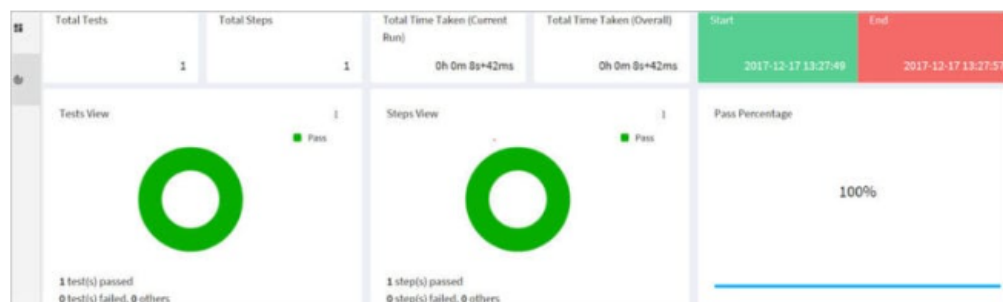 Total Tests
1
Total Steps
1
Total Time Taken (Current
Run)
0h 0m 8s+42ms
Total Time Taken (Overall)
0h 0m 8s+42ms
Start
2017-12-17 13:27:49
End
2017-12-17 13:27:57
Tests View
Pass
1 test(s) passed
0 test(s) failed, 0 others
Steps View
Pass
1 step(s) passed
0 step(s) failed, 0 others
Pass Percentage
100%